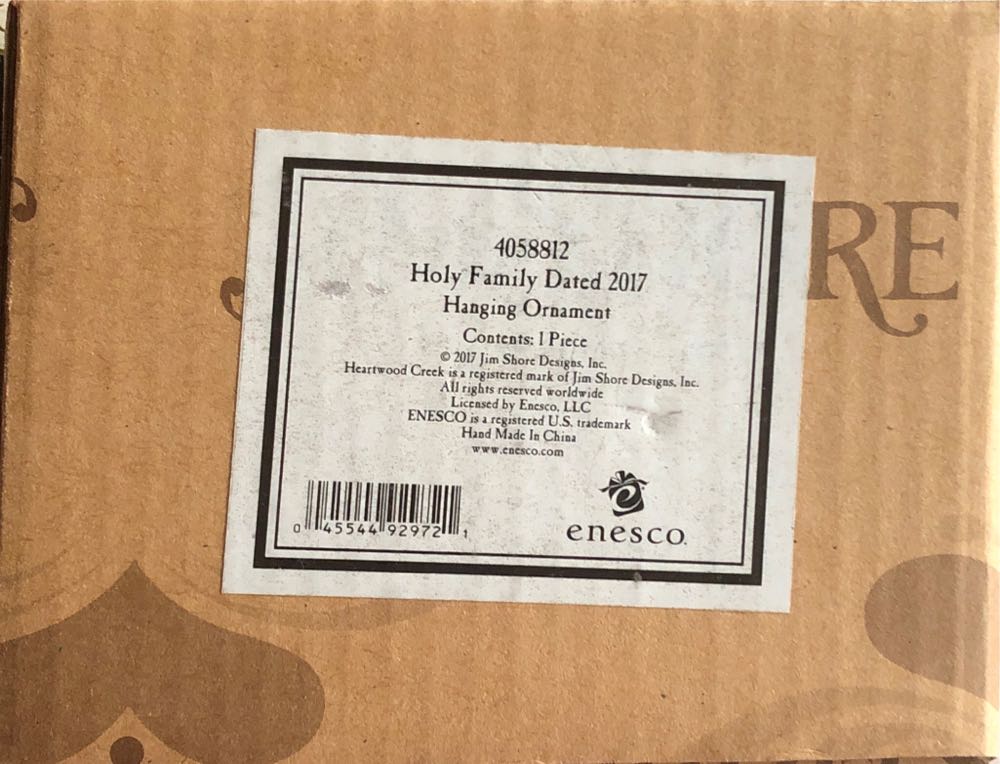 4058812
Holy Family Dated 2017
Hanging Ornament
Contents: 1 Piece
© 2017 Jim Shore Designs, Inc.
Heartwood Creek is a registered mark of Jim Shore Designs, Inc.
All rights reserved worldwide
Licensed by Enesco, LLC
ENESCO is a registered U.S. trademark
Hand Made In China
www.enesco.com
0 45544 92972 1
enesco.
RE